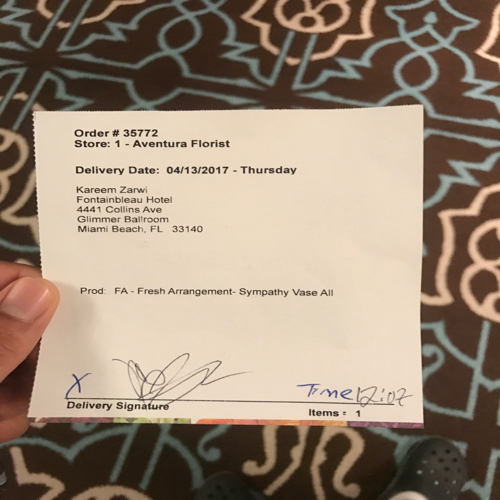 Order # 35772
Store: 1 - Aventura Florist
Delivery Date: 04/13/2017 - Thursday
Kareem Zarwi
Fontainbleau Hotel
4441 Collins Ave
Glimmer Ballroom
Miami Beach, FL 33140
Prod: FA - Fresh Arrangement- Sympathy Vase All
X Time 12:07
Delivery Signature Items : 1